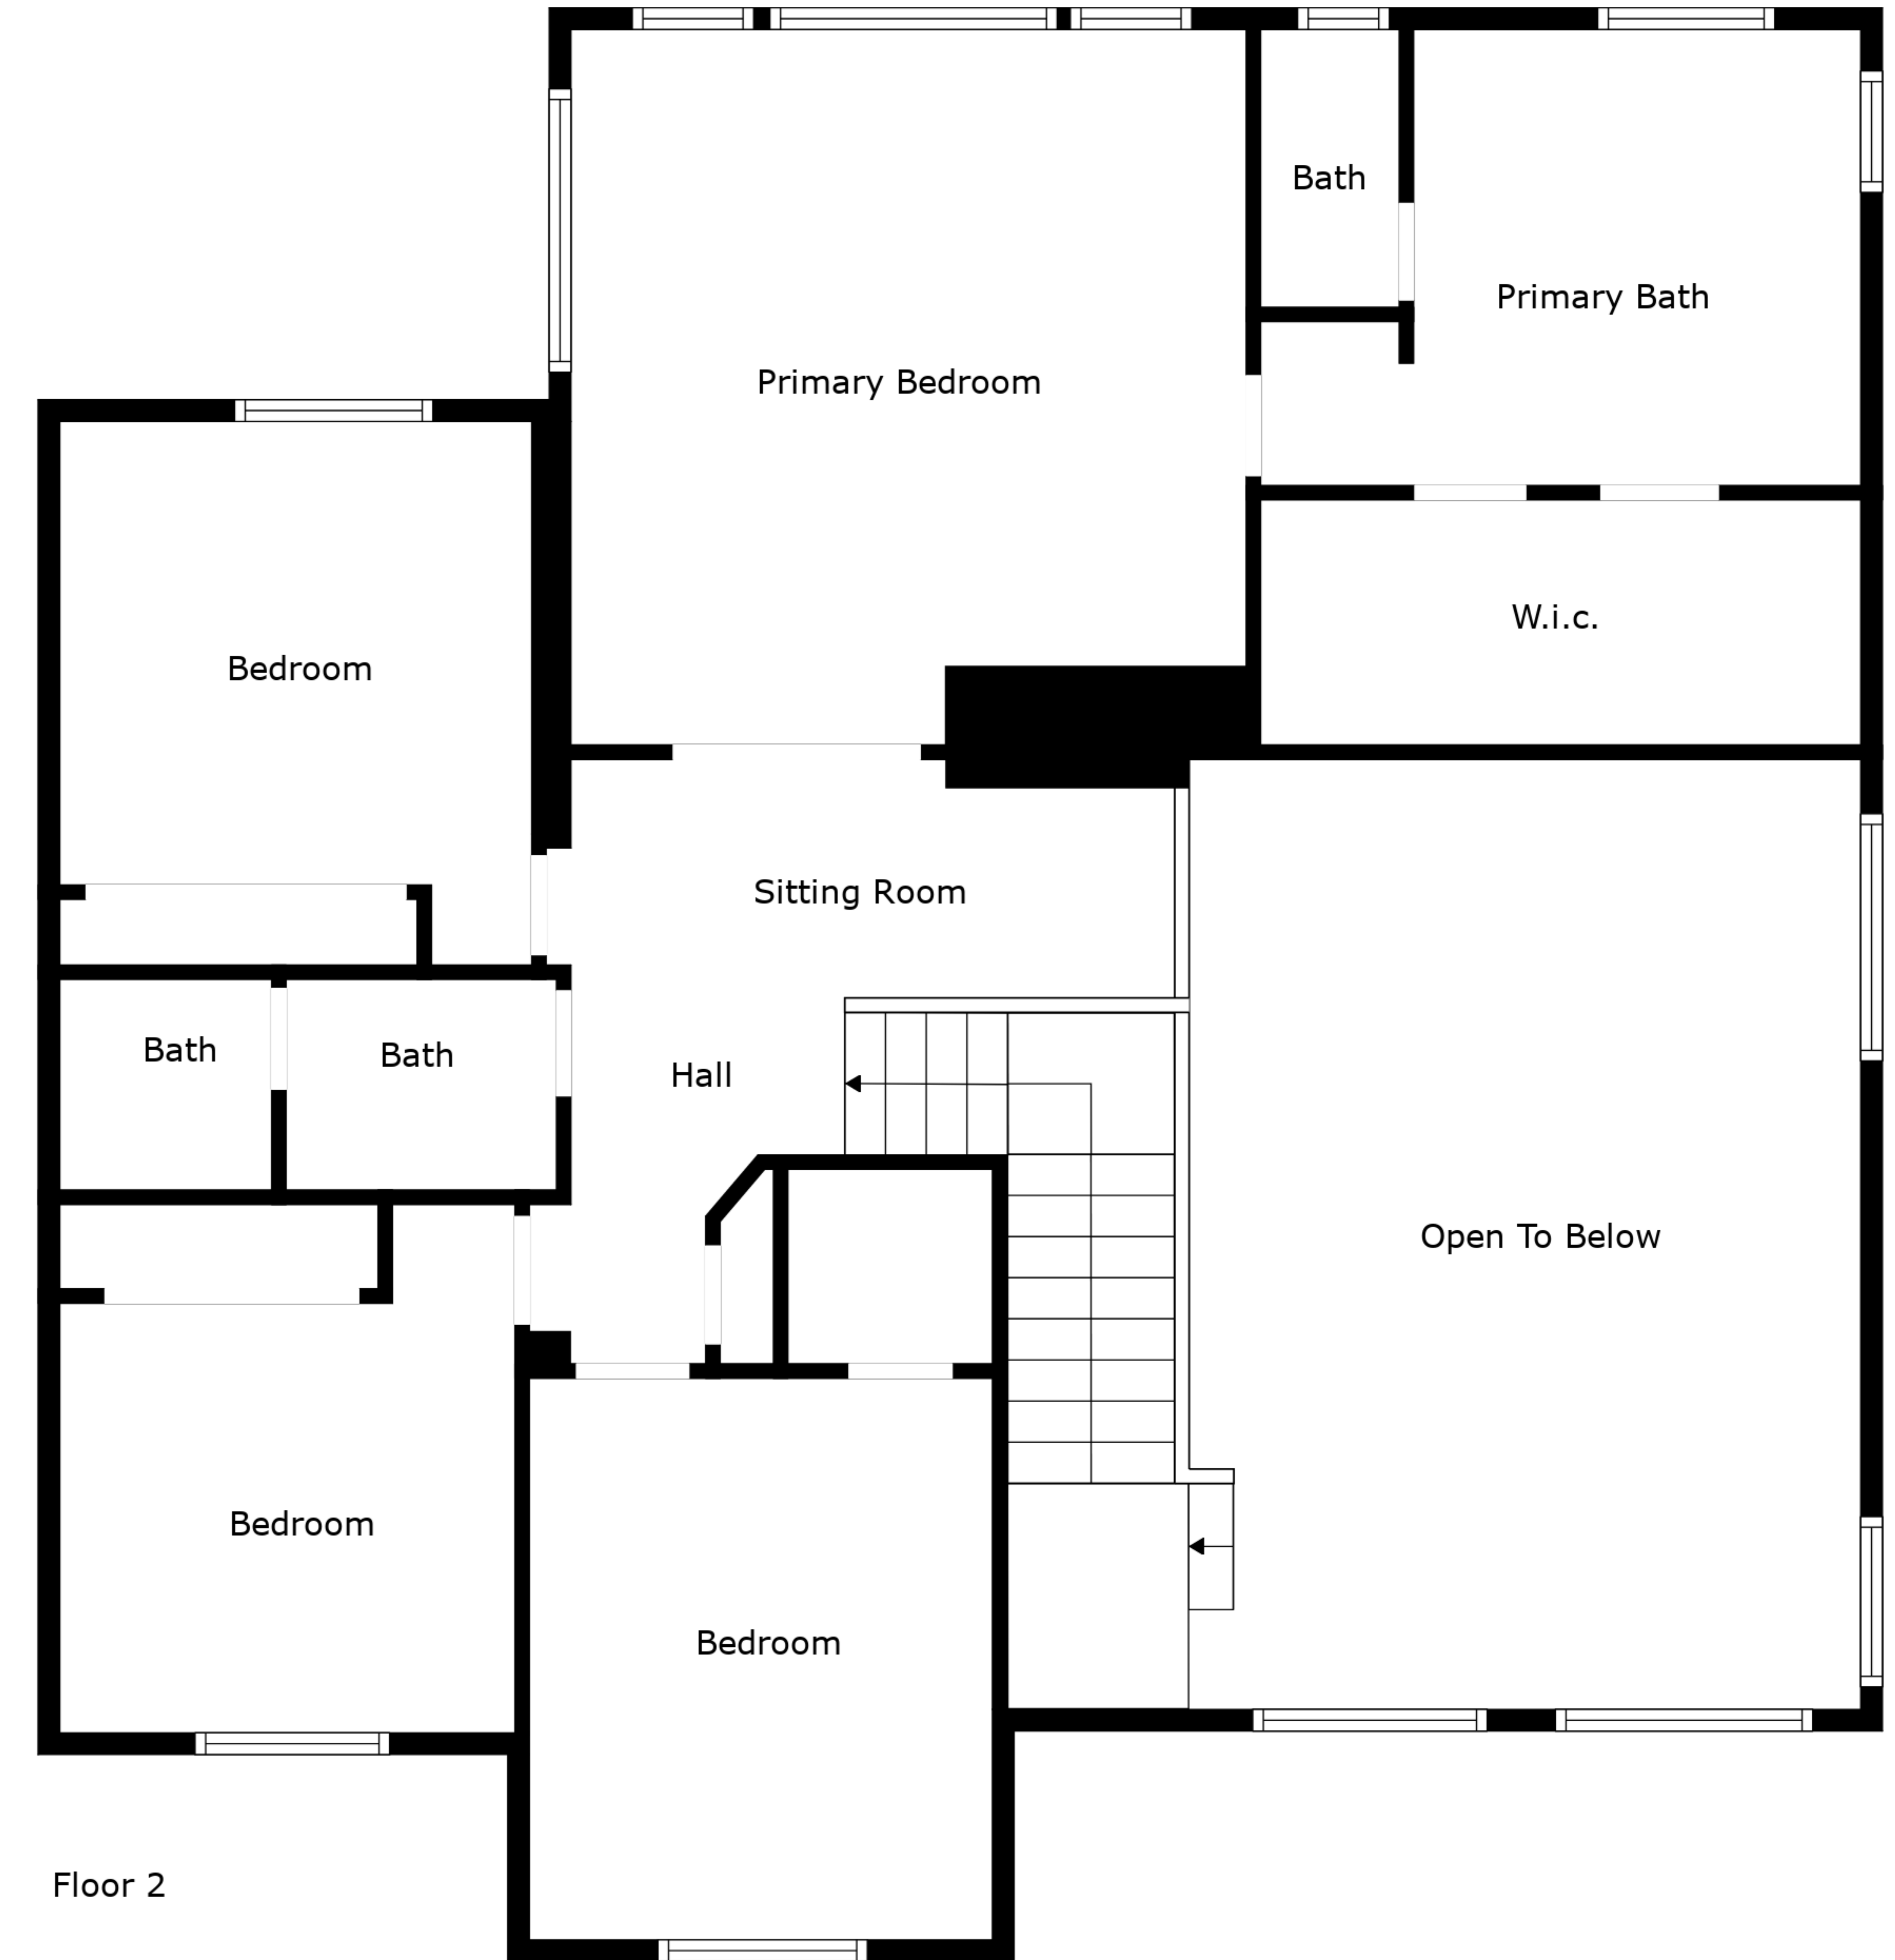 Bath
Primary Bath
Primary Bedroom
W.i.c.
Bedroom
Sitting Room
Bath
Bath
Hall
Open To Below
Bedroom
Bedroom
Floor 2